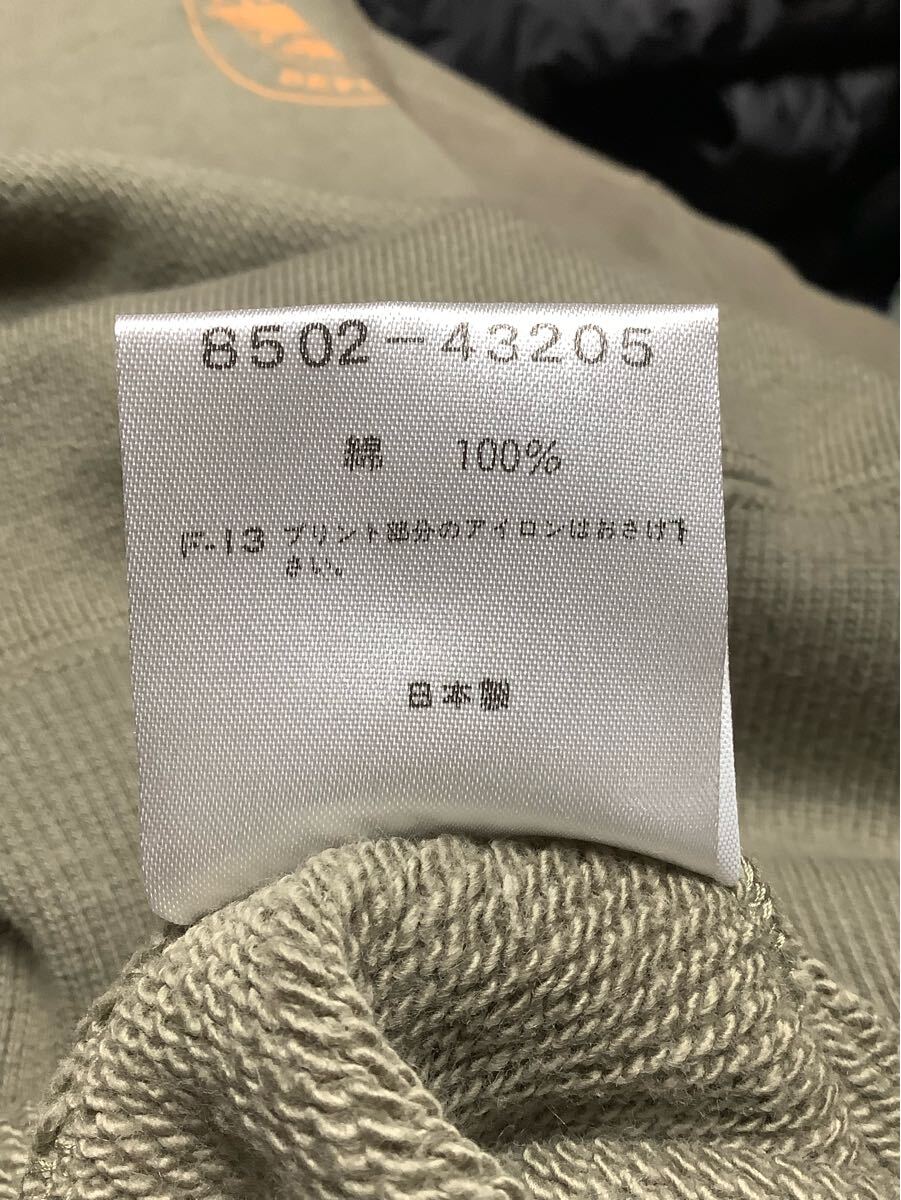 8502-43205
綿 100%
F-13 プリント部分のアイロンはおさけ下
さい。
日本製